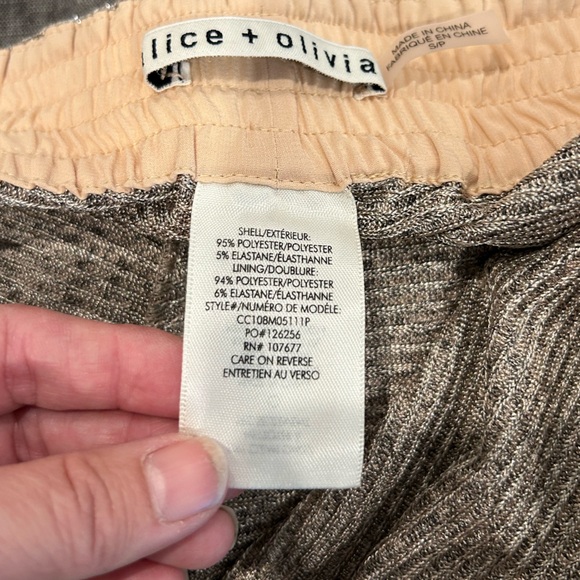 lice + olivia
MADE IN CHINA
FABRIQUÉ EN CHINE
S/P
SHELL/EXTÉRIEUR:
95% POLYESTER/POLYESTER
5% ELASTANE/ÉLASTHANNE
LINING/DOUBLURE:
94% POLYESTER/POLYESTER
6% ELASTANE/ÉLASTHANNE
STYLE#/NUMÉRO DE MODÈLE:
CC108M05111P
PO#126256
RN# 107677
CARE ON REVERSE
ENTRETIEN AU VERSO